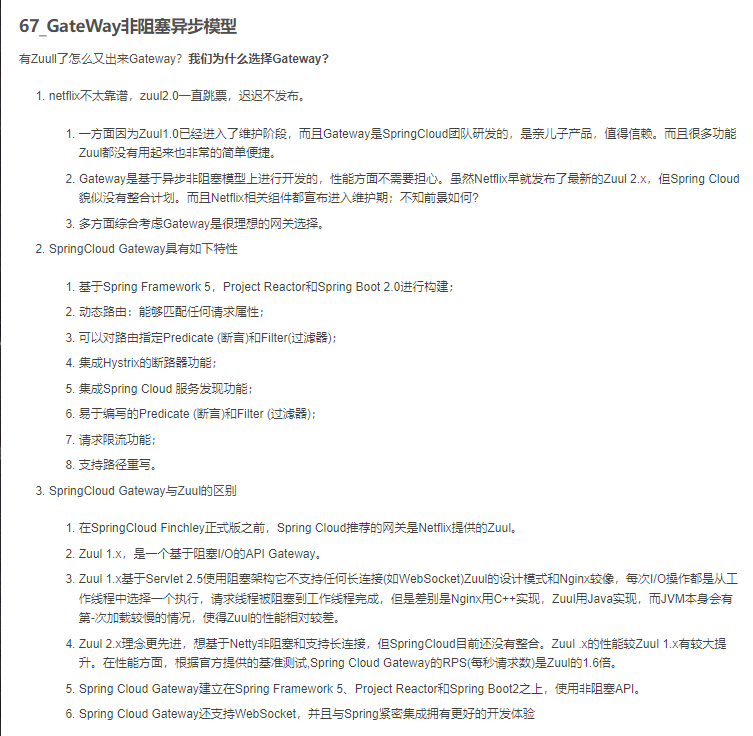 67_GateWay非阻塞异步模型
有Zuull了怎么又出来Gateway？我们为什么选择Gateway？
1. netflix不太靠谱，zuul2.0一直跳票，迟迟不发布。
1. 一方面因为Zuul1.0已经进入了维护阶段，而且Gateway是SpringCloud团队研发的，是亲儿子产品，值得信赖。而且很多功能
Zuul都没有用起来也非常的简单便捷。
2. Gateway是基于异步非阻塞模型上进行开发的，性能方面不需要担心。虽然Netflix早就发布了最新的Zuul 2.x，但Spring Cloud
貌似没有整合计划。而且Netflix相关组件都宣布进入维护期；不知前景如何？
3. 多方面综合考虑Gateway是很理想的网关选择。
2. SpringCloud Gateway具有如下特性
1. 基于Spring Framework 5，Project Reactor和Spring Boot 2.0进行构建；
2. 动态路由：能够匹配任何请求属性；
3. 可以对路由指定Predicate (断言)和Filter(过滤器)；
4. 集成Hystrix的断路器功能；
5. 集成Spring Cloud 服务发现功能；
6. 易于编写的Predicate (断言)和Filter (过滤器)；
7. 请求限流功能；
8. 支持路径重写。
3. SpringCloud Gateway与Zuul的区别
1. 在SpringCloud Finchley正式版之前，Spring Cloud推荐的网关是Netflix提供的Zuul。
2. Zuul 1.x，是一个基于阻塞I/O的API Gateway。
3. Zuul 1.x基于Servlet 2.5使用阻塞架构它不支持任何长连接(如WebSocket)Zuul的设计模式和Nginx较像，每次I/O操作都是从工
作线程中选择一个执行，请求线程被阻塞到工作线程完成，但是差别是Nginx用C++实现，Zuul用Java实现，而JVM本身会有
第-次加载较慢的情况，使得Zuul的性能相对较差。
4. Zuul 2.x理念更先进，想基于Netty非阻塞和支持长连接，但SpringCloud目前还没有整合。Zuul .x的性能较Zuul 1.x有较大提
升。在性能方面，根据官方提供的基准测试,Spring Cloud Gateway的RPS(每秒请求数)是Zuul的1.6倍。
5. Spring Cloud Gateway建立在Spring Framework 5、Project Reactor和Spring Boot2之上，使用非阻塞API。
6. Spring Cloud Gateway还支持WebSocket，并且与Spring紧密集成拥有更好的开发体验